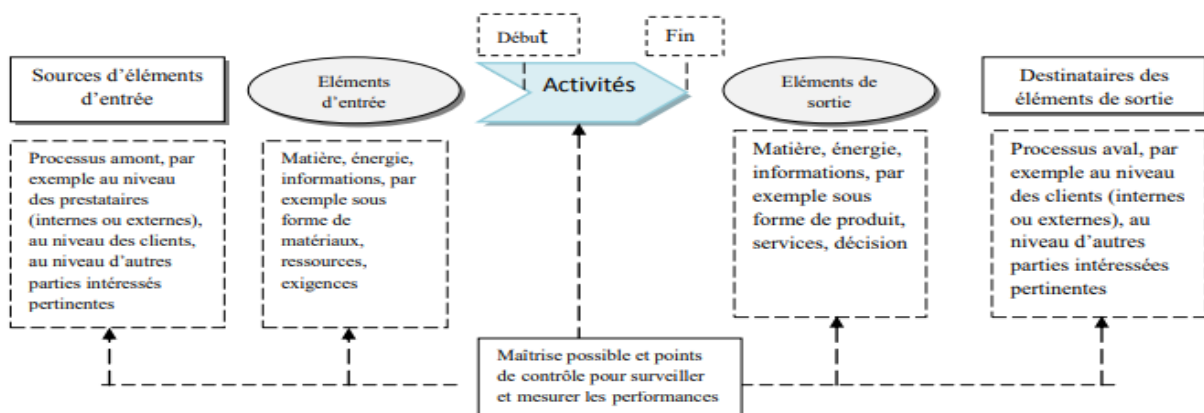 Début
Fin
Sources d'éléments
d'entrée
Eléments
d'entrée
Activités
Eléments de
sortie
Destinataires des
éléments de sortie
Processus amont, par
exemple au niveau
des prestataires
(internes ou externes),
au niveau des clients,
au niveau d'autres
parties intéressés
pertinentes
Matière, énergie,
informations, par
exemple sous
forme de
matériaux,
ressources,
exigences
Matière, énergie,
informations, par
exemple sous
forme de produit,
services, décision
Processus aval, par
exemple au niveau
des clients (internes
ou externes), au
niveau d'autres
parties intéressées
pertinentes
Maîtrise possible et points
de contrôle pour surveiller
et mesurer les performances